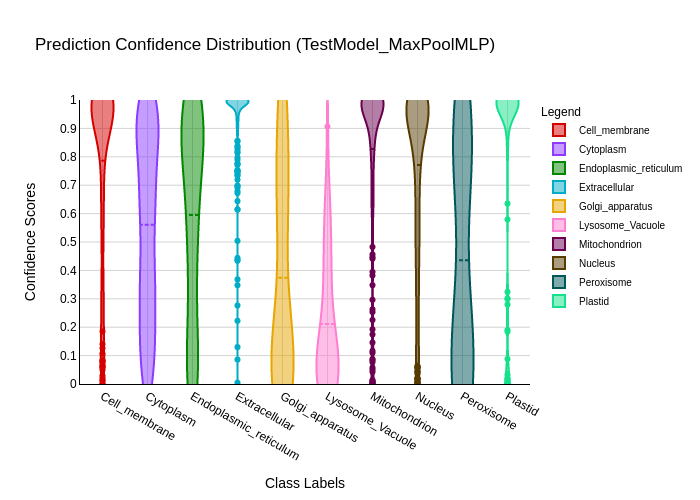 Prediction Confidence Distribution (TestModel_MaxPoolMLP)
Legend
Cell_membrane
Cytoplasm
Endoplasmic_reticulum
Extracellular
Golgi_apparatus
Lysosome_Vacuole
Mitochondrion
Nucleus
Peroxisome
Plastid
Confidence Scores
1
0.9
0.8
0.7
0.6
0.5
0.4
0.3
0.2
0.1
0
Cell_membrane
Cytoplasm
Endoplasmic_reticulum
Extracellular
Golgi_apparatus
Lysosome_Vacuole
Mitochondrion
Nucleus
Peroxisome
Plastid
Class Labels